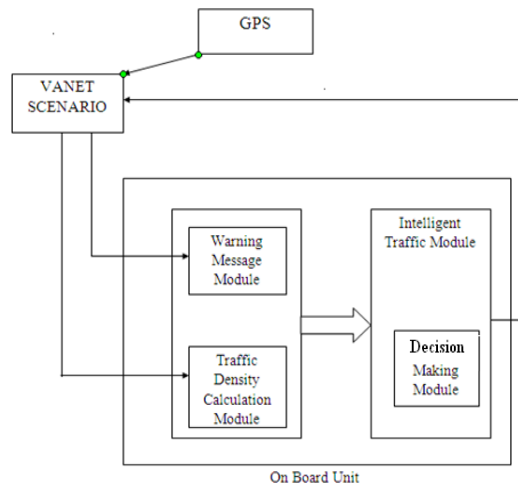 GPS
VANET
SCENARIO
Warning
Message
Module
Traffic
Density
Calculation
Module
Intelligent
Traffic Module
Decision
Making
Module
On Board Unit